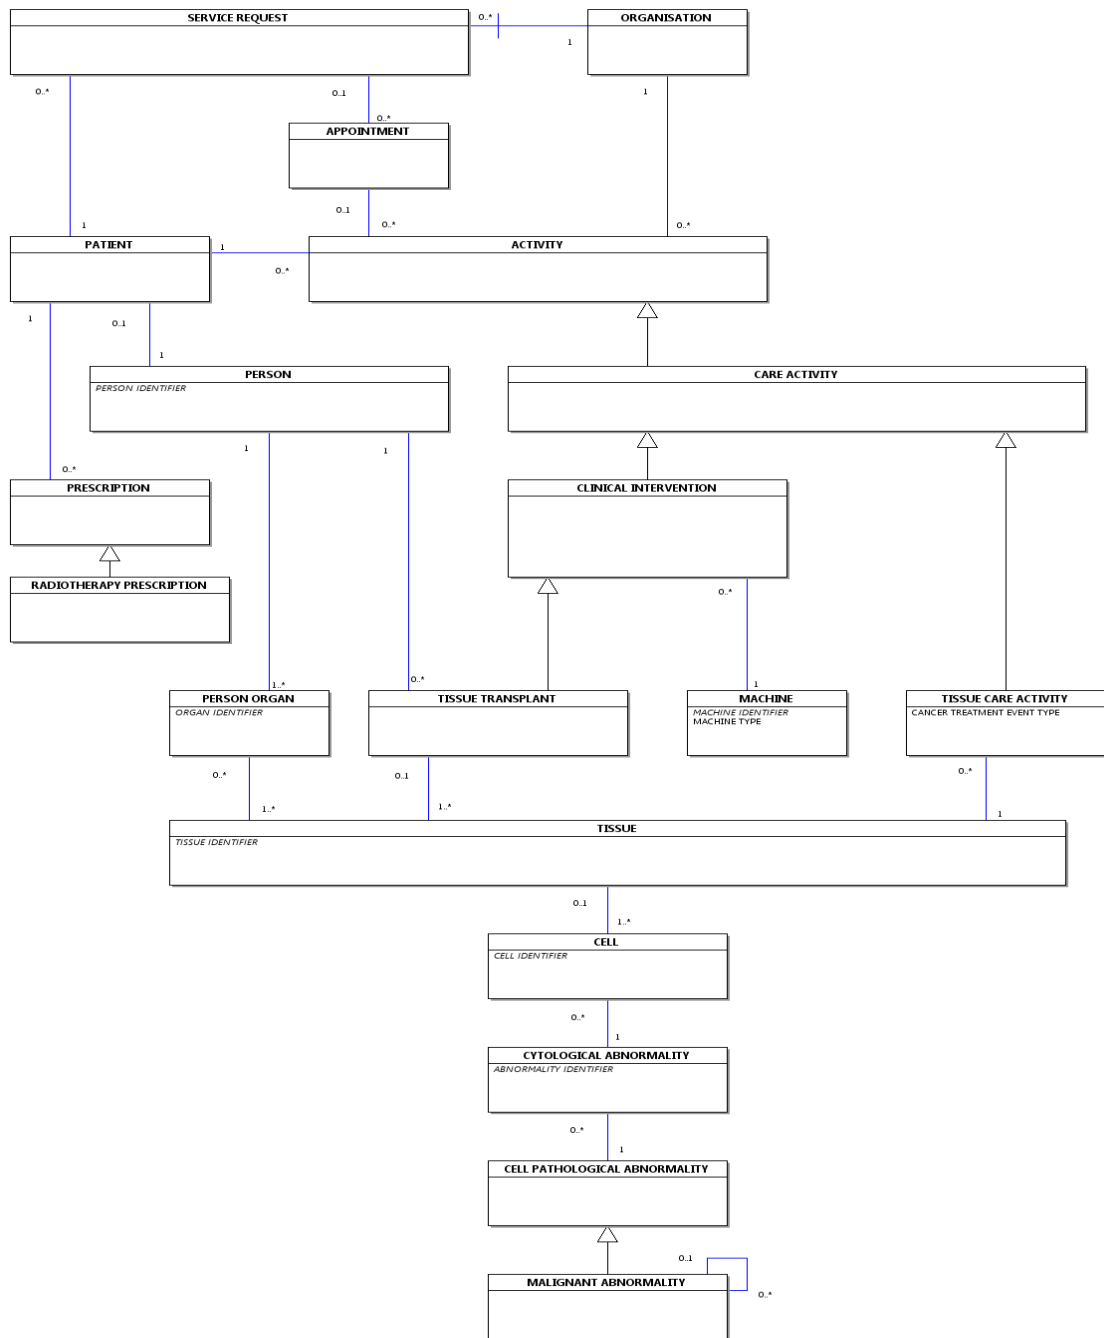 SERVICE REQUEST
0..*
ORGANISATION
1
0..*
0..1
1
0..*
APPOINTMENT
0..1
0..*
0..*
1
PATIENT
1
0..*
ACTIVITY
1
0..1
1
PERSON
PERSON IDENTIFIER
CARE ACTIVITY
1
1
0..*
PRESCRIPTION
CLINICAL INTERVENTION
RADIOTHERAPY PRESCRIPTION
0..*
1..*
0..*
1
PERSON ORGAN
ORGAN IDENTIFIER
TISSUE TRANSPLANT
MACHINE
MACHINE IDENTIFIER
MACHINE TYPE
TISSUE CARE ACTIVITY
CANCER TREATMENT EVENT TYPE
0..*
0..1
0..*
1..*
1..*
1
TISSUE
TISSUE IDENTIFIER
0..1
1..*
CELL
CELL IDENTIFIER
0..*
1
CYTOLOGICAL ABNORMALITY
ABNORMALITY IDENTIFIER
0..*
1
CELL PATHOLOGICAL ABNORMALITY
0..1
MALIGNANT ABNORMALITY
0..*